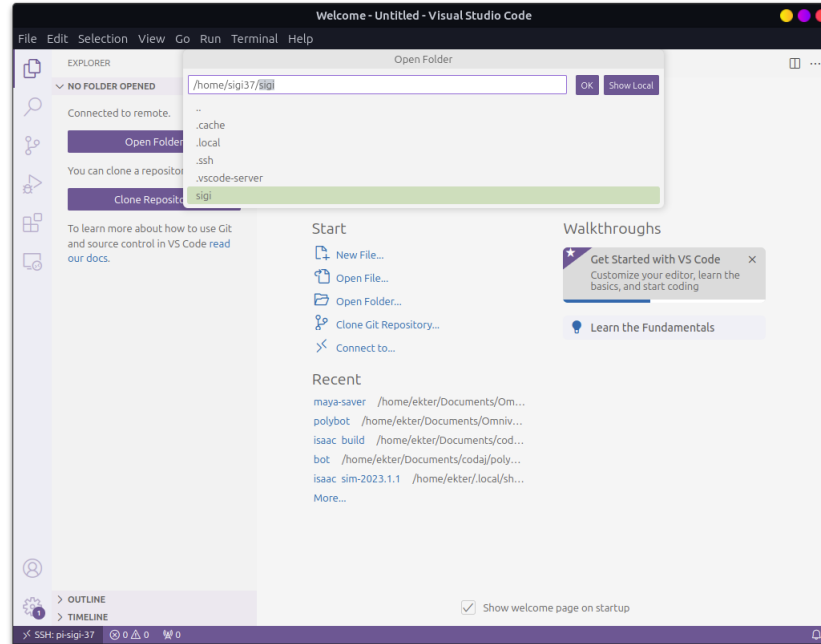 Welcome - Untitled - Visual Studio Code
File Edit Selection View Go Run Terminal Help
EXPLORER
NO FOLDER OPENED
Connected to remote.
Open Folder
You can clone a repositor
Clone Reposito
To learn more about how to use Git
and source control in VS Code read
our docs.
OUTLINE
TIMELINE
Open Folder
/home/sigi37/sigi
OK
Show Local
..
.cache
.local
.ssh
.vscode-server
sigi
Start
New File...
Open File...
Open Folder...
Clone Git Repository...
Connect to...
Recent
maya-saver /home/ekter/Documents/Om...
polybot /home/ekter/Documents/Omniv...
isaac build /home/ekter/Documents/cod...
bot /home/ekter/Documents/codaj/poly...
isaac sim-2023.1.1 /home/ekter/.local/sh...
More...
Walkthroughs
Get Started with VS Code
Customize your editor, learn the
basics, and start coding
Learn the Fundamentals
Show welcome page on startup
1
SSH: pi-sigi-37 0 0 0